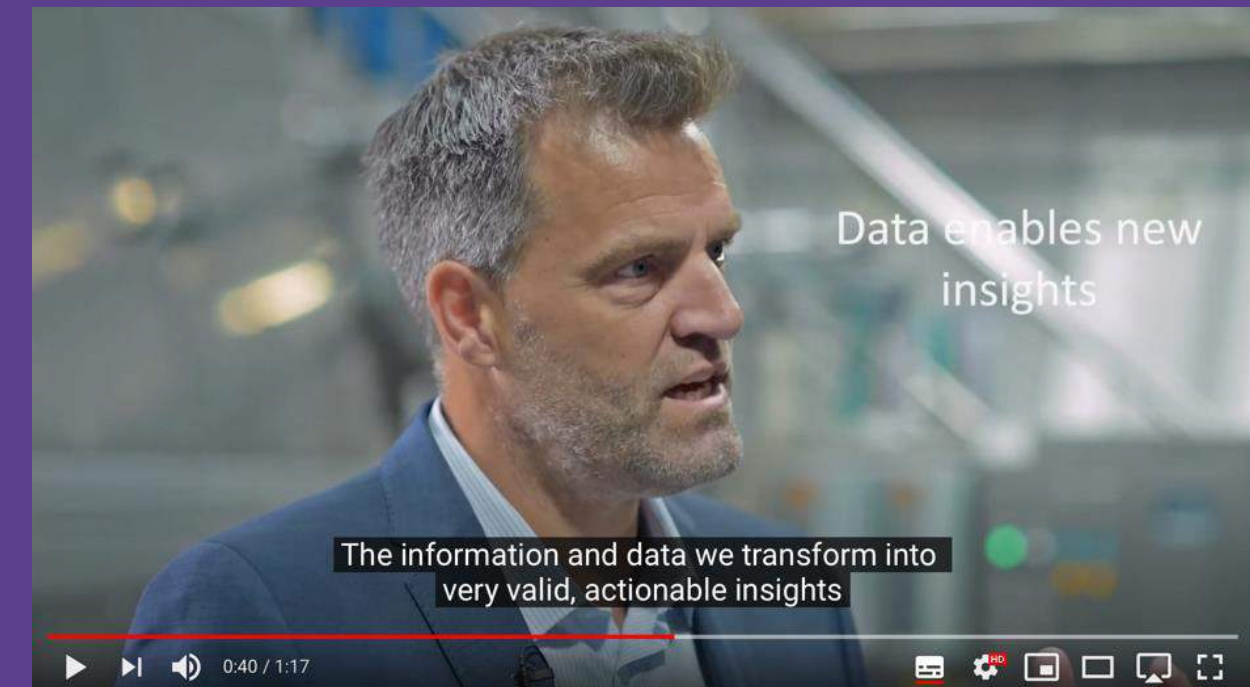 Data enables new
insights
The information and data we transform into
very valid, actionable insights
0:40 / 1:17
HD